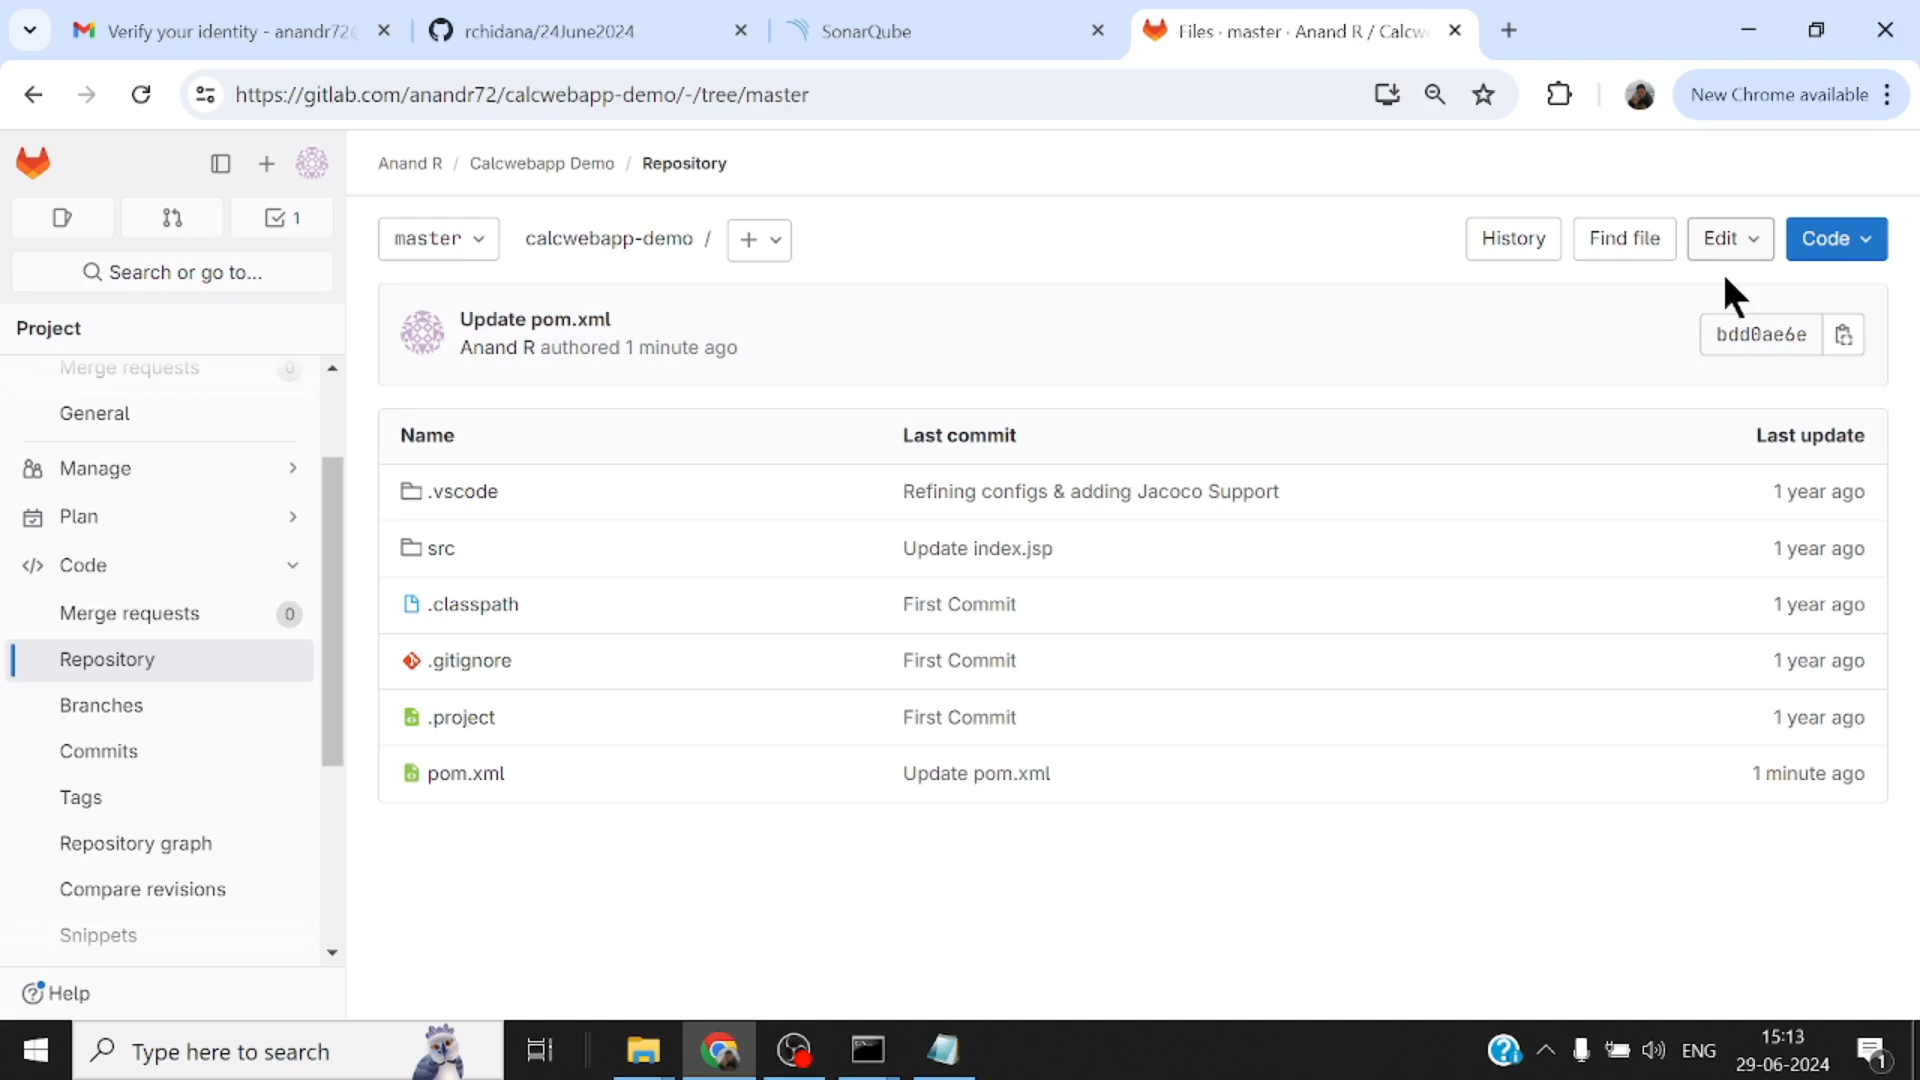 Verify your identity - anandr72@
rchidana/24June2024
SonarQube
Files · master · Anand R / Calcw
https://gitlab.com/anandr72/calcwebapp-demo/-/tree/master
New Chrome available
1
Search or go to...
Project
Merge requests 0
General
Manage
Plan
Code
Merge requests 0
Repository
Branches
Commits
Tags
Repository graph
Compare revisions
Snippets
Help
Anand R / Calcwebapp Demo / Repository
master
calcwebapp-demo /
History
Find file
Edit
Code
Update pom.xml
Anand R authored 1 minute ago
bdd0ae6e
Name Last commit Last update
.vscode Refining configs & adding Jacoco Support 1 year ago
src Update index.jsp 1 year ago
.classpath First Commit 1 year ago
.gitignore First Commit 1 year ago
.project First Commit 1 year ago
pom.xml Update pom.xml 1 minute ago
Type here to search
ENG
15:13
29-06-2024
1